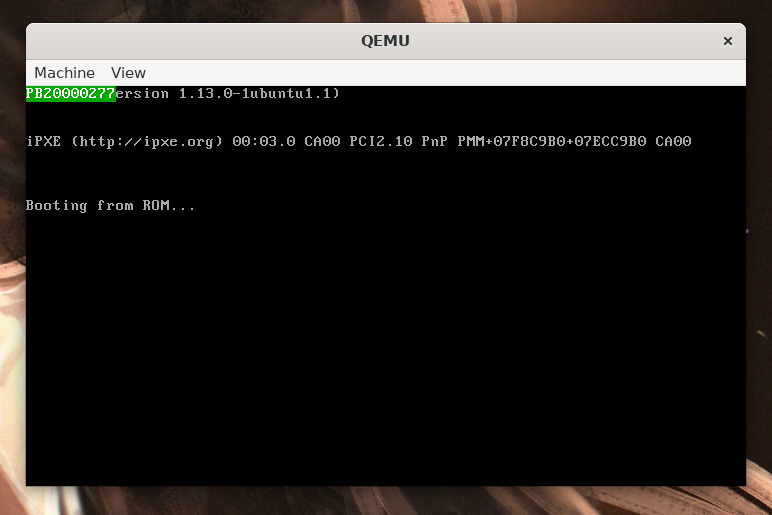 QEMU
Machine View
PB20000277ersion 1.13.0-1ubuntu1.1)
iPXE (http://ipxe.org) 00:03.0 CA00 PCI2.10 PnP PMM+07F8C9B0+07ECC9B0 CA00
Booting from ROM...